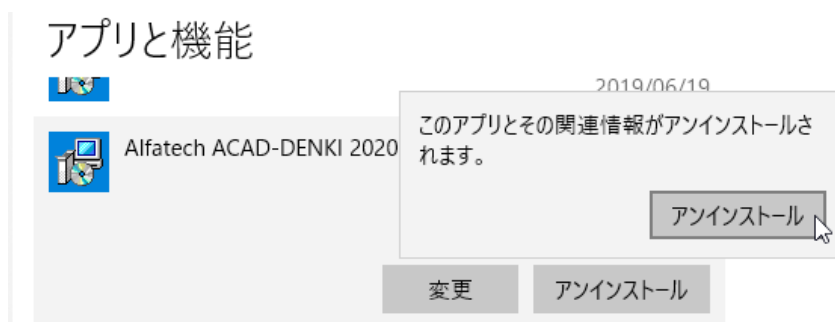 アプリと機能
2019/06/19
Alfatech ACAD-DENKI 2020
このアプリとその関連情報がアンインストールさ
れます。
アンインストール
変更
アンインストール